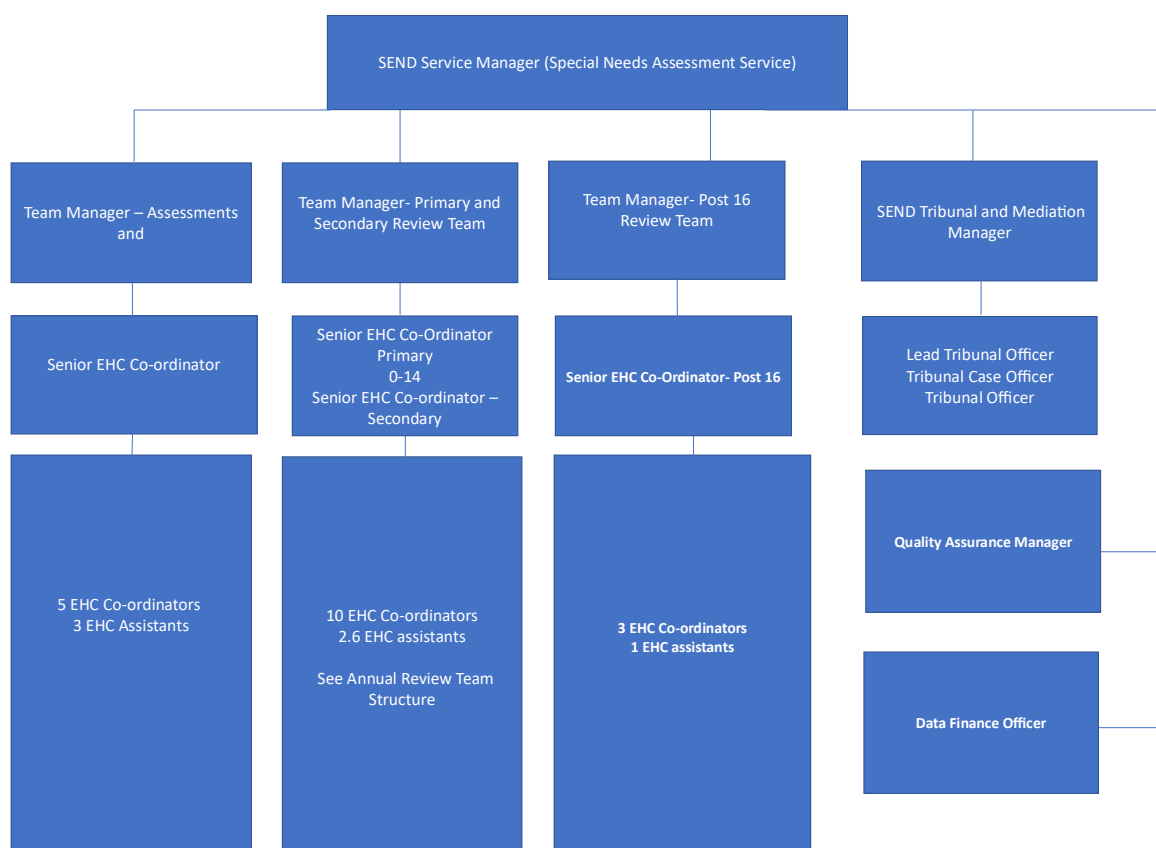 SEND Service Manager (Special Needs Assessment Service)
Team Manager – Assessments
and
Team Manager- Primary and
Secondary Review Team
Team Manager- Post 16
Review Team
SEND Tribunal and Mediation
Manager
Senior EHC Co-ordinator
Senior EHC Co-Ordinator
Primary
0-14
Senior EHC Co-ordinator –
Secondary
Senior EHC Co-Ordinator- Post 16
Lead Tribunal Officer
Tribunal Case Officer
Tribunal Officer
5 EHC Co-ordinators
3 EHC Assistants
10 EHC Co-ordinators
2.6 EHC assistants
See Annual Review Team
Structure
3 EHC Co-ordinators
1 EHC assistants
Quality Assurance Manager
Data Finance Officer